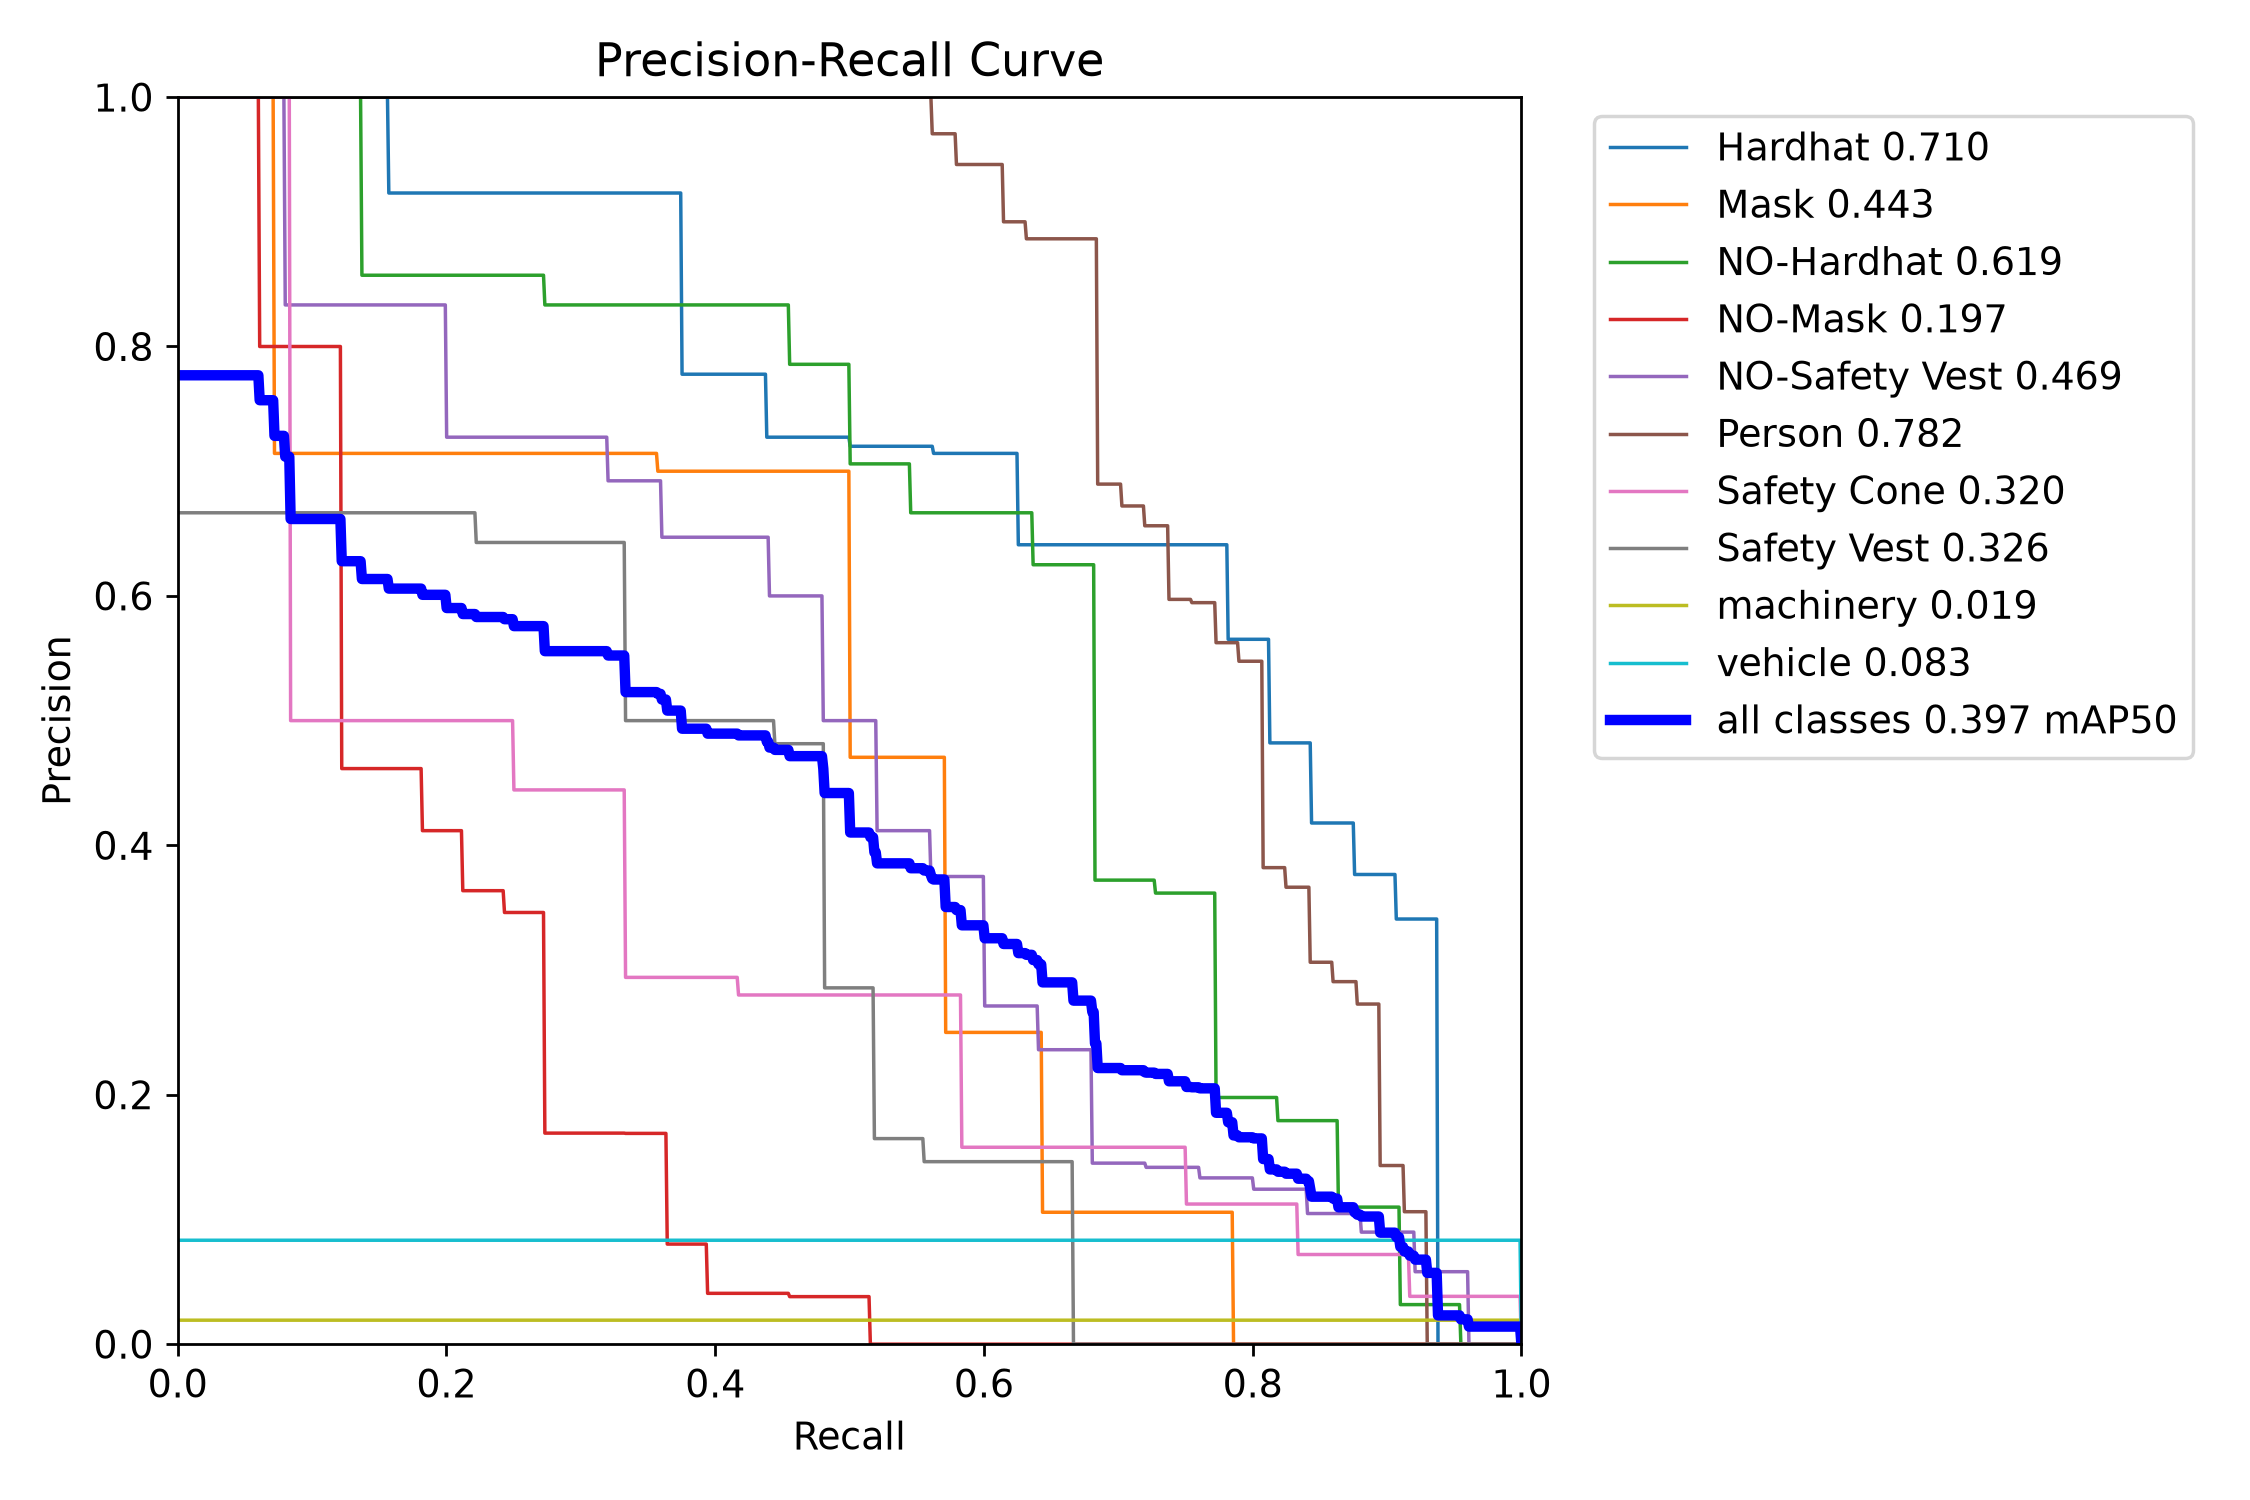 Precision-Recall Curve
1.0
0.8
0.6
0.4
0.2
0.0
Precision
0.0 0.2 0.4 0.6 0.8 1.0
Recall
Hardhat 0.710
Mask 0.443
NO-Hardhat 0.619
NO-Mask 0.197
NO-Safety Vest 0.469
Person 0.782
Safety Cone 0.320
Safety Vest 0.326
machinery 0.019
vehicle 0.083
all classes 0.397 mAP50